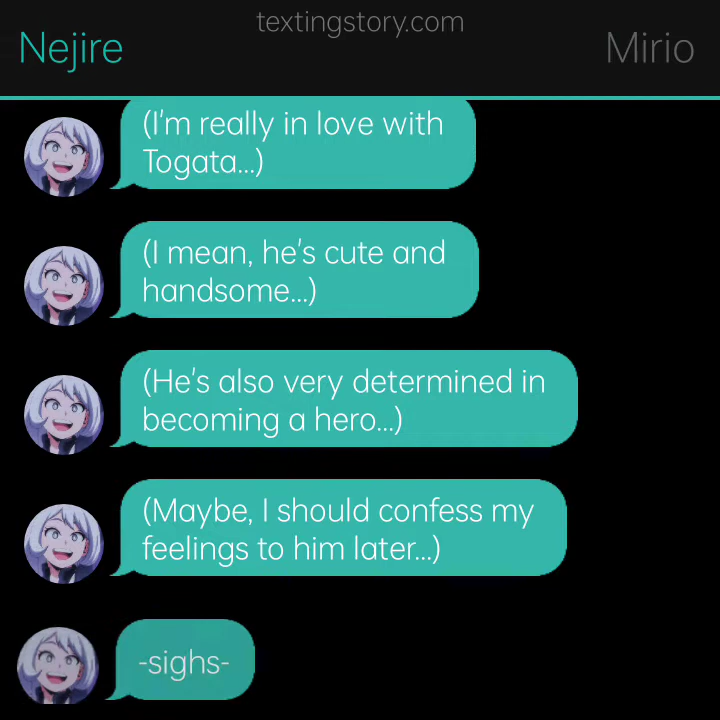 textingstory.com
Nejire
Mirio
(I'm really in love with
Togata...)
(I mean, he's cute and
handsome...)
(He's also very determined in
becoming a hero...)
(Maybe, I should confess my
feelings to him later...)
-sighs-